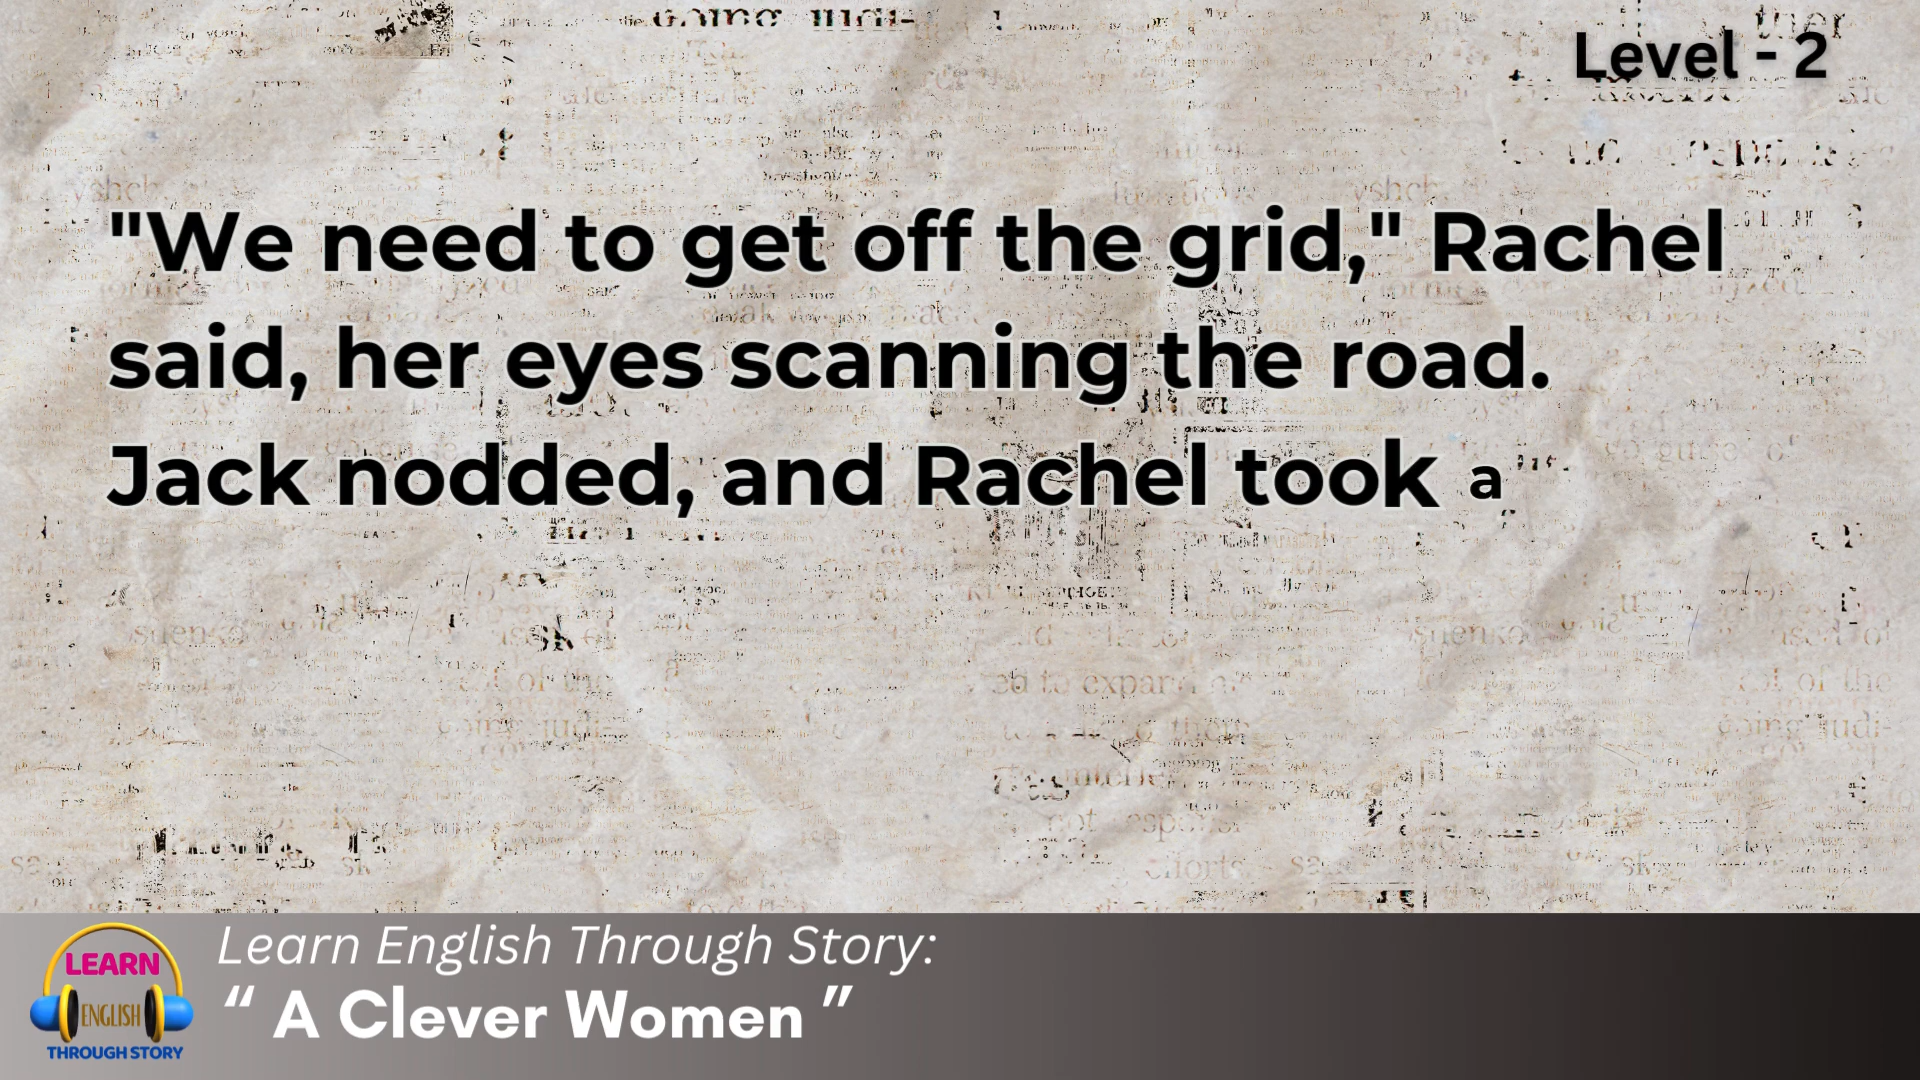 Level - 2
"We need to get off the grid," Rachel
said, her eyes scanning the road.
Jack nodded, and Rachel took a
LEARN
ENGLISH
THROUGH STORY
Learn English Through Story:
“ A Clever Women ”